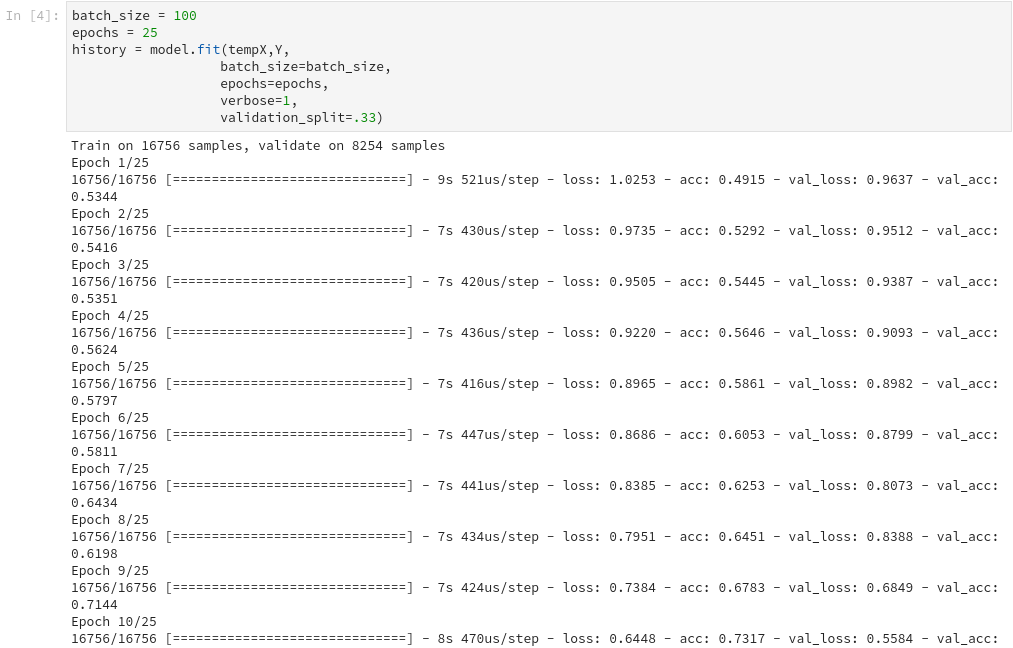 In [4]: batch_size = 100
epochs = 25
history = model.fit(tempX,Y,
batch_size=batch_size,
epochs=epochs,
verbose=1,
validation_split=.33)
Train on 16756 samples, validate on 8254 samples
Epoch 1/25
16756/16756 [==============================] - 9s 521us/step - loss: 1.0253 - acc: 0.4915 - val_loss: 0.9637 - val_acc:
0.5344
Epoch 2/25
16756/16756 [==============================] - 7s 430us/step - loss: 0.9735 - acc: 0.5292 - val_loss: 0.9512 - val_acc:
0.5416
Epoch 3/25
16756/16756 [==============================] - 7s 420us/step - loss: 0.9505 - acc: 0.5445 - val_loss: 0.9387 - val_acc:
0.5351
Epoch 4/25
16756/16756 [==============================] - 7s 436us/step - loss: 0.9220 - acc: 0.5646 - val_loss: 0.9093 - val_acc:
0.5624
Epoch 5/25
16756/16756 [==============================] - 7s 416us/step - loss: 0.8965 - acc: 0.5861 - val_loss: 0.8982 - val_acc:
0.5797
Epoch 6/25
16756/16756 [==============================] - 7s 447us/step - loss: 0.8686 - acc: 0.6053 - val_loss: 0.8799 - val_acc:
0.5811
Epoch 7/25
16756/16756 [==============================] - 7s 441us/step - loss: 0.8385 - acc: 0.6253 - val_loss: 0.8073 - val_acc:
0.6434
Epoch 8/25
16756/16756 [==============================] - 7s 434us/step - loss: 0.7951 - acc: 0.6451 - val_loss: 0.8388 - val_acc:
0.6198
Epoch 9/25
16756/16756 [==============================] - 7s 424us/step - loss: 0.7384 - acc: 0.6783 - val_loss: 0.6849 - val_acc:
0.7144
Epoch 10/25
16756/16756 [==============================] - 8s 470us/step - loss: 0.6448 - acc: 0.7317 - val_loss: 0.5584 - val_acc: